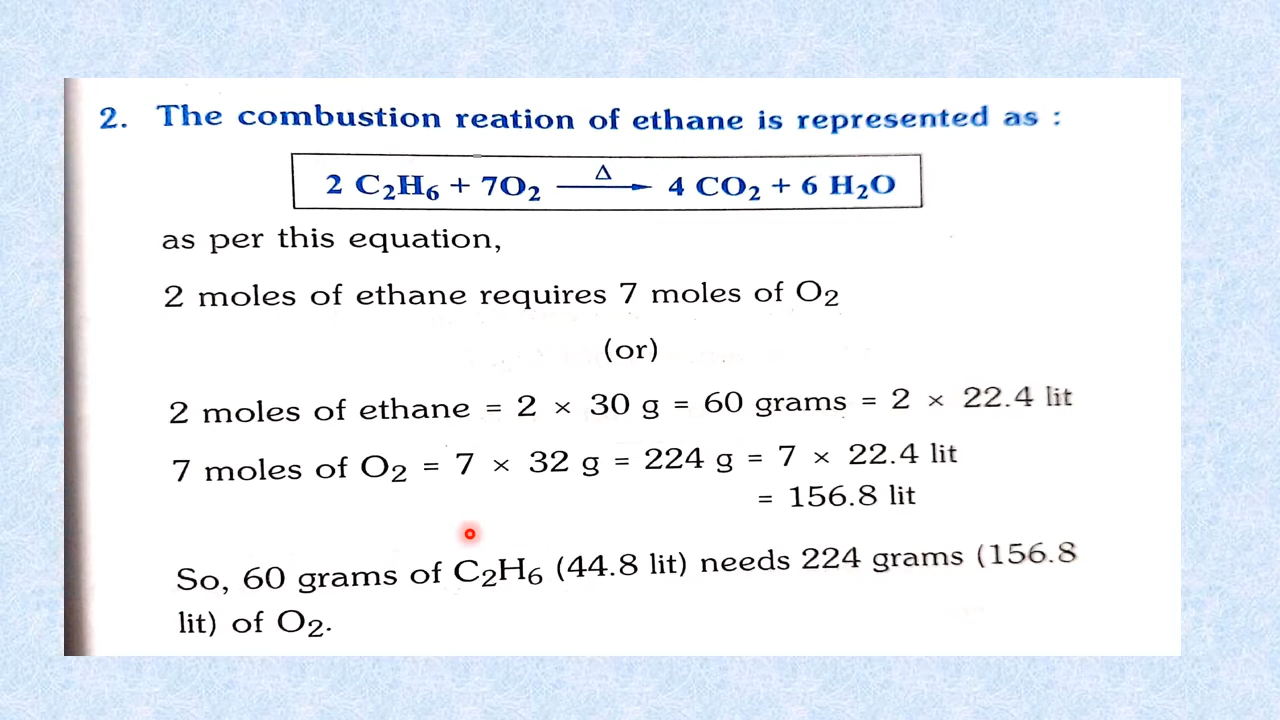 2. The combustion reation of ethane is represented as :
2 C₂H₆ + 7O₂ —Δ→ 4 CO₂ + 6 H₂O
as per this equation,
2 moles of ethane requires 7 moles of O₂
(or)
2 moles of ethane = 2 × 30 g = 60 grams = 2 × 22.4 lit
7 moles of O₂ = 7 × 32 g = 224 g = 7 × 22.4 lit
= 156.8 lit
So, 60 grams of C₂H₆ (44.8 lit) needs 224 grams (156.8
lit) of O₂.